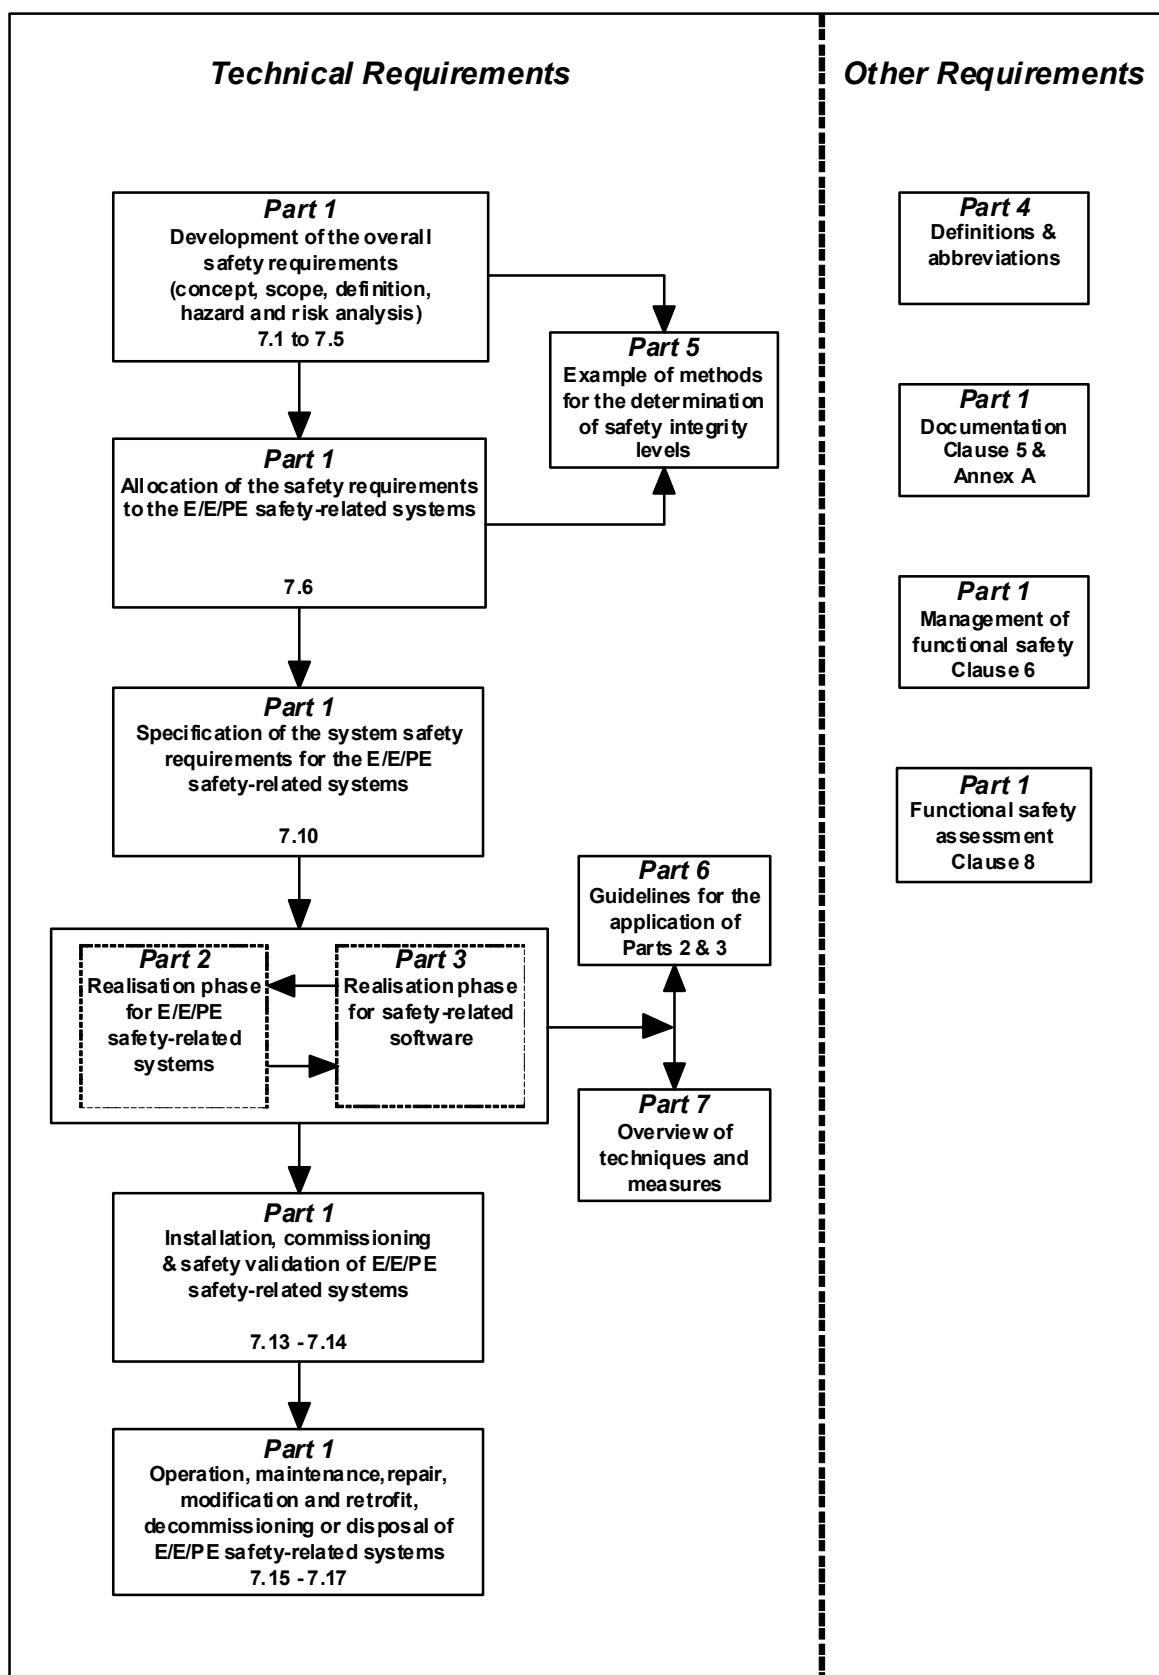 Technical Requirements
Other Requirements
Part 1
Development of the overall
safety requirements
(concept, scope, definition,
hazard and risk analysis)
7.1 to 7.5
Part 5
Example of methods
for the determination
of safety integrity
levels
Part 1
Allocation of the safety requirements
to the E/E/PE safety-related systems
7.6
Part 1
Specification of the system safety
requirements for the E/E/PE
safety-related systems
7.10
Part 6
Guidelines for the
application of
Parts 2 & 3
Part 2
Realisation phase
for E/E/PE
safety-related
systems
Part 3
Realisation phase
for safety-related
software
Part 7
Overview of
techniques and
measures
Part 1
Installation, commissioning
& safety validation of E/E/PE
safety-related systems
7.13 - 7.14
Part 1
Operation, maintenance, repair,
modification and retrofit,
decommissioning or disposal of
E/E/PE safety-related systems
7.15 - 7.17
Part 4
Definitions &
abbreviations
Part 1
Documentation
Clause 5 &
Annex A
Part 1
Management of
functional safety
Clause 6
Part 1
Functional safety
assessment
Clause 8